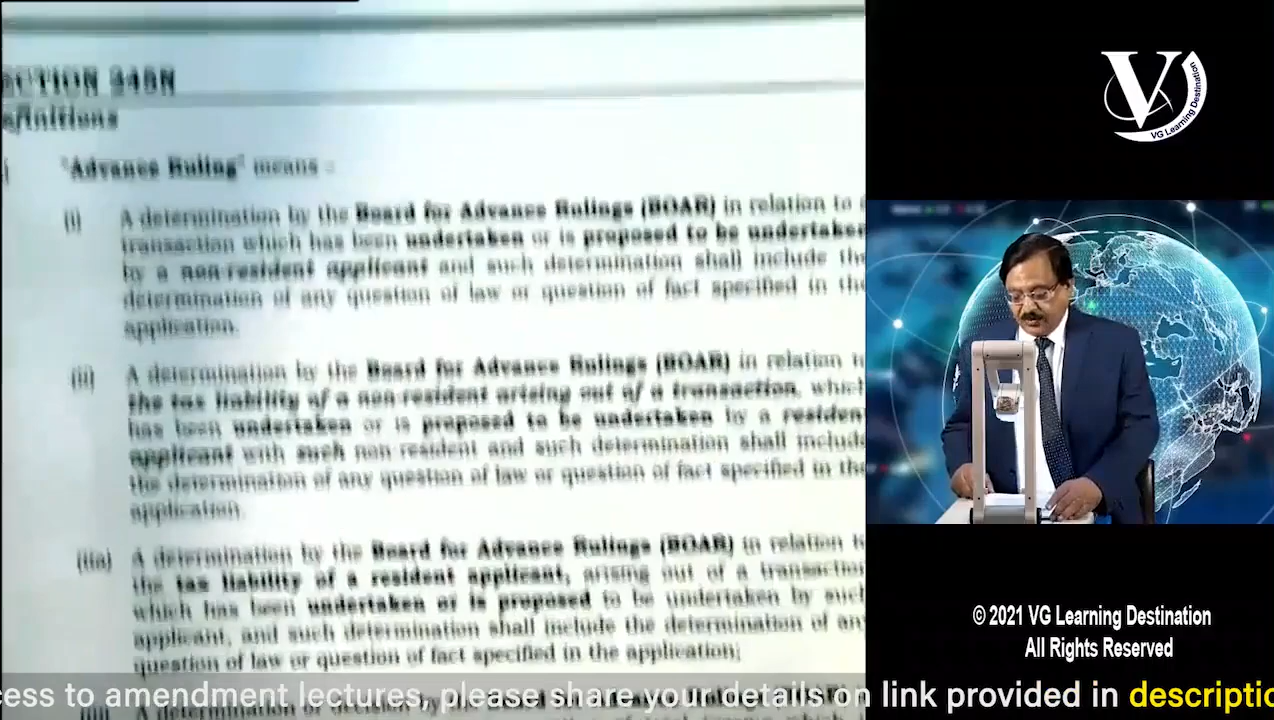 SECTION 245N
Definitions
"Advance Ruling" means :
(i) A determination by the Board for Advance Rulings (BOAR) in relation to
transaction which has been undertaken or is proposed to be undertaken
by a non-resident applicant and such determination shall include the
determination of any question of law or question of fact specified in the
application.
(ii) A determination by the Board for Advance Rulings (BOAR) in relation to
the tax liability of a non-resident arising out of a transaction, which
has been undertaken or is proposed to be undertaken by a resident
applicant with such non-resident and such determination shall include
the determination of any question of law or question of fact specified in the
application.
(iia) A determination by the Board for Advance Rulings (BOAR) in relation to
the tax liability of a resident applicant, arising out of a transaction
which has been undertaken or is proposed to be undertaken by such
applicant, and such determination shall include the determination of any
question of law or question of fact specified in the application;
V
VG Learning Destination
© 2021 VG Learning Destination
All Rights Reserved
cess to amendment lectures, please share your details on link provided in descriptio